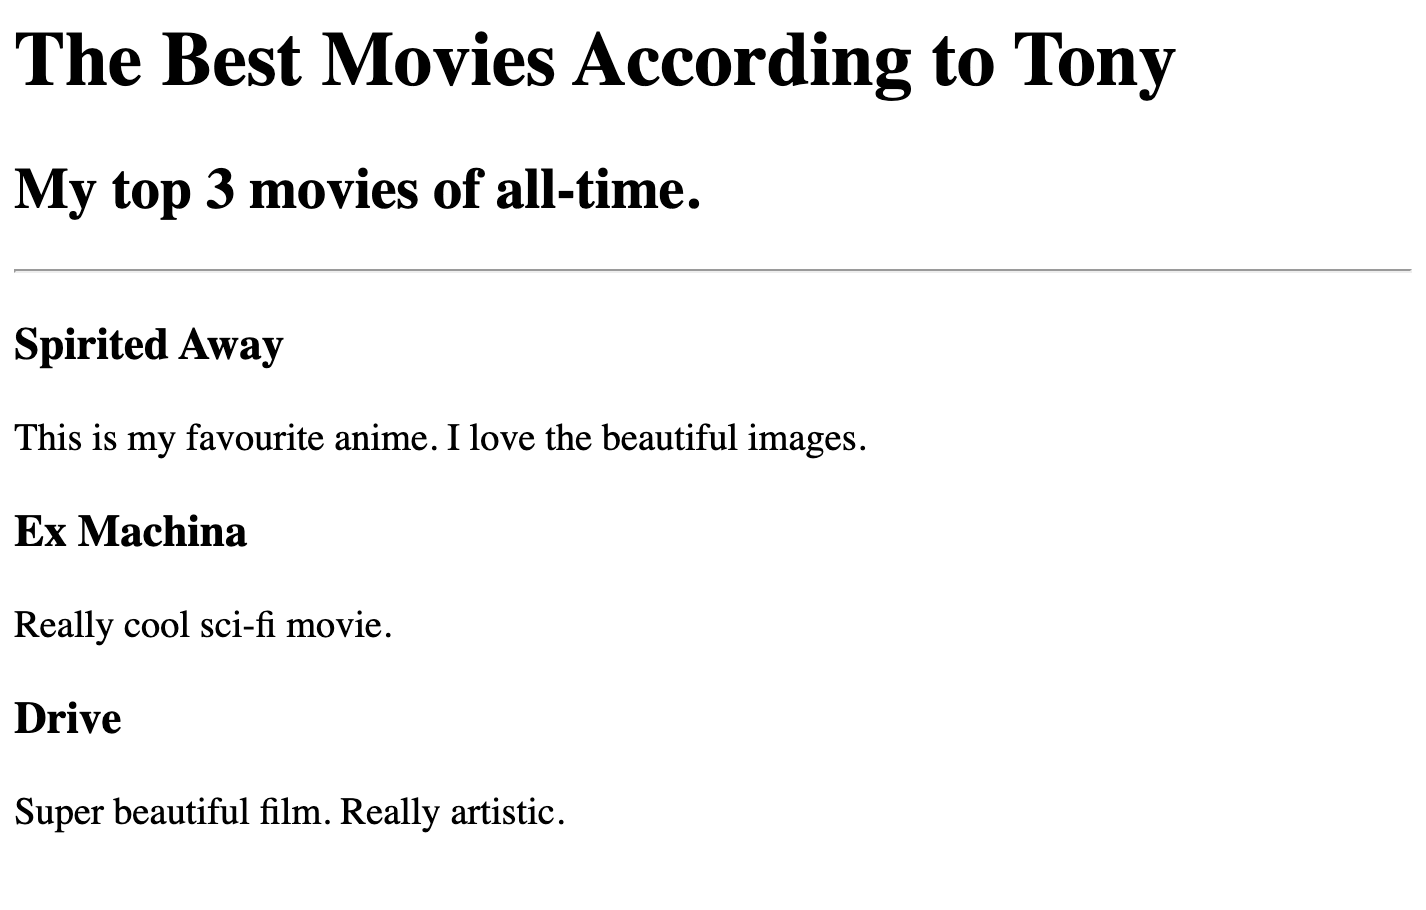 The Best Movies According to Tony
My top 3 movies of all-time.
Spirited Away
This is my favourite anime. I love the beautiful images.
Ex Machina
Really cool sci-fi movie.
Drive
Super beautiful film. Really artistic.